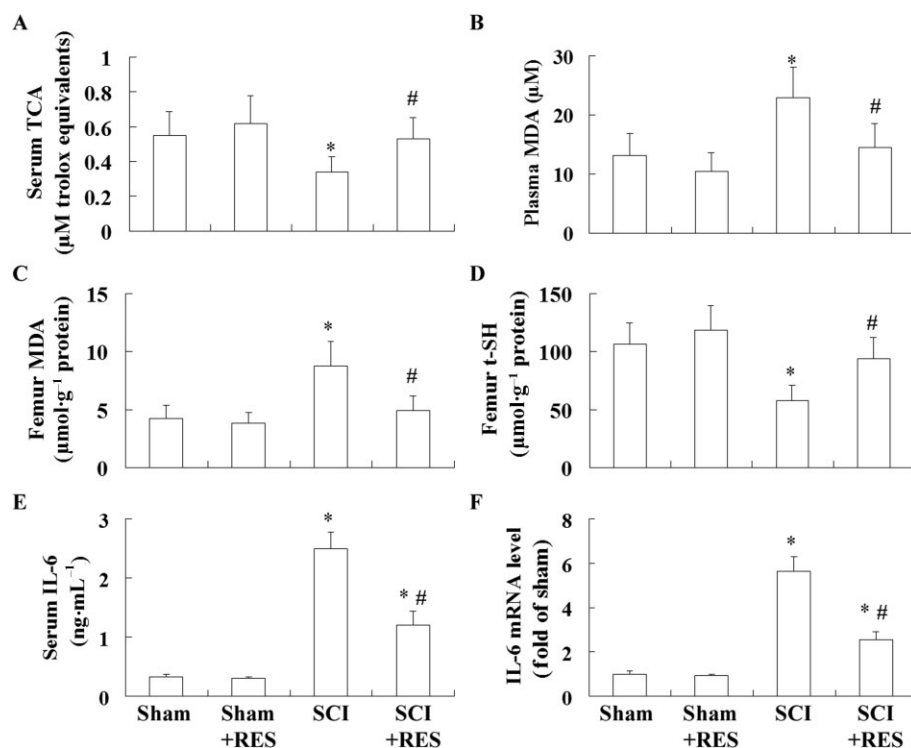 A
Serum TCA
(μM trolox equivalents)
1
0.8
0.6
0.4
0.2
0
*
#
B
Plasma MDA (μM)
30
20
10
0
*
#
C
Femur MDA
(μmol·g⁻¹ protein)
15
10
5
0
*
#
D
Femur t-SH
(μmol·g⁻¹ protein)
150
100
50
0
*
#
E
Serum IL-6
(ng·mL⁻¹)
3
2
1
0
*
* #
Sham
Sham
+RES
SCI
SCI
+RES
F
IL-6 mRNA level
(fold of sham)
8
6
4
2
0
*
* #
Sham
Sham
+RES
SCI
SCI
+RES